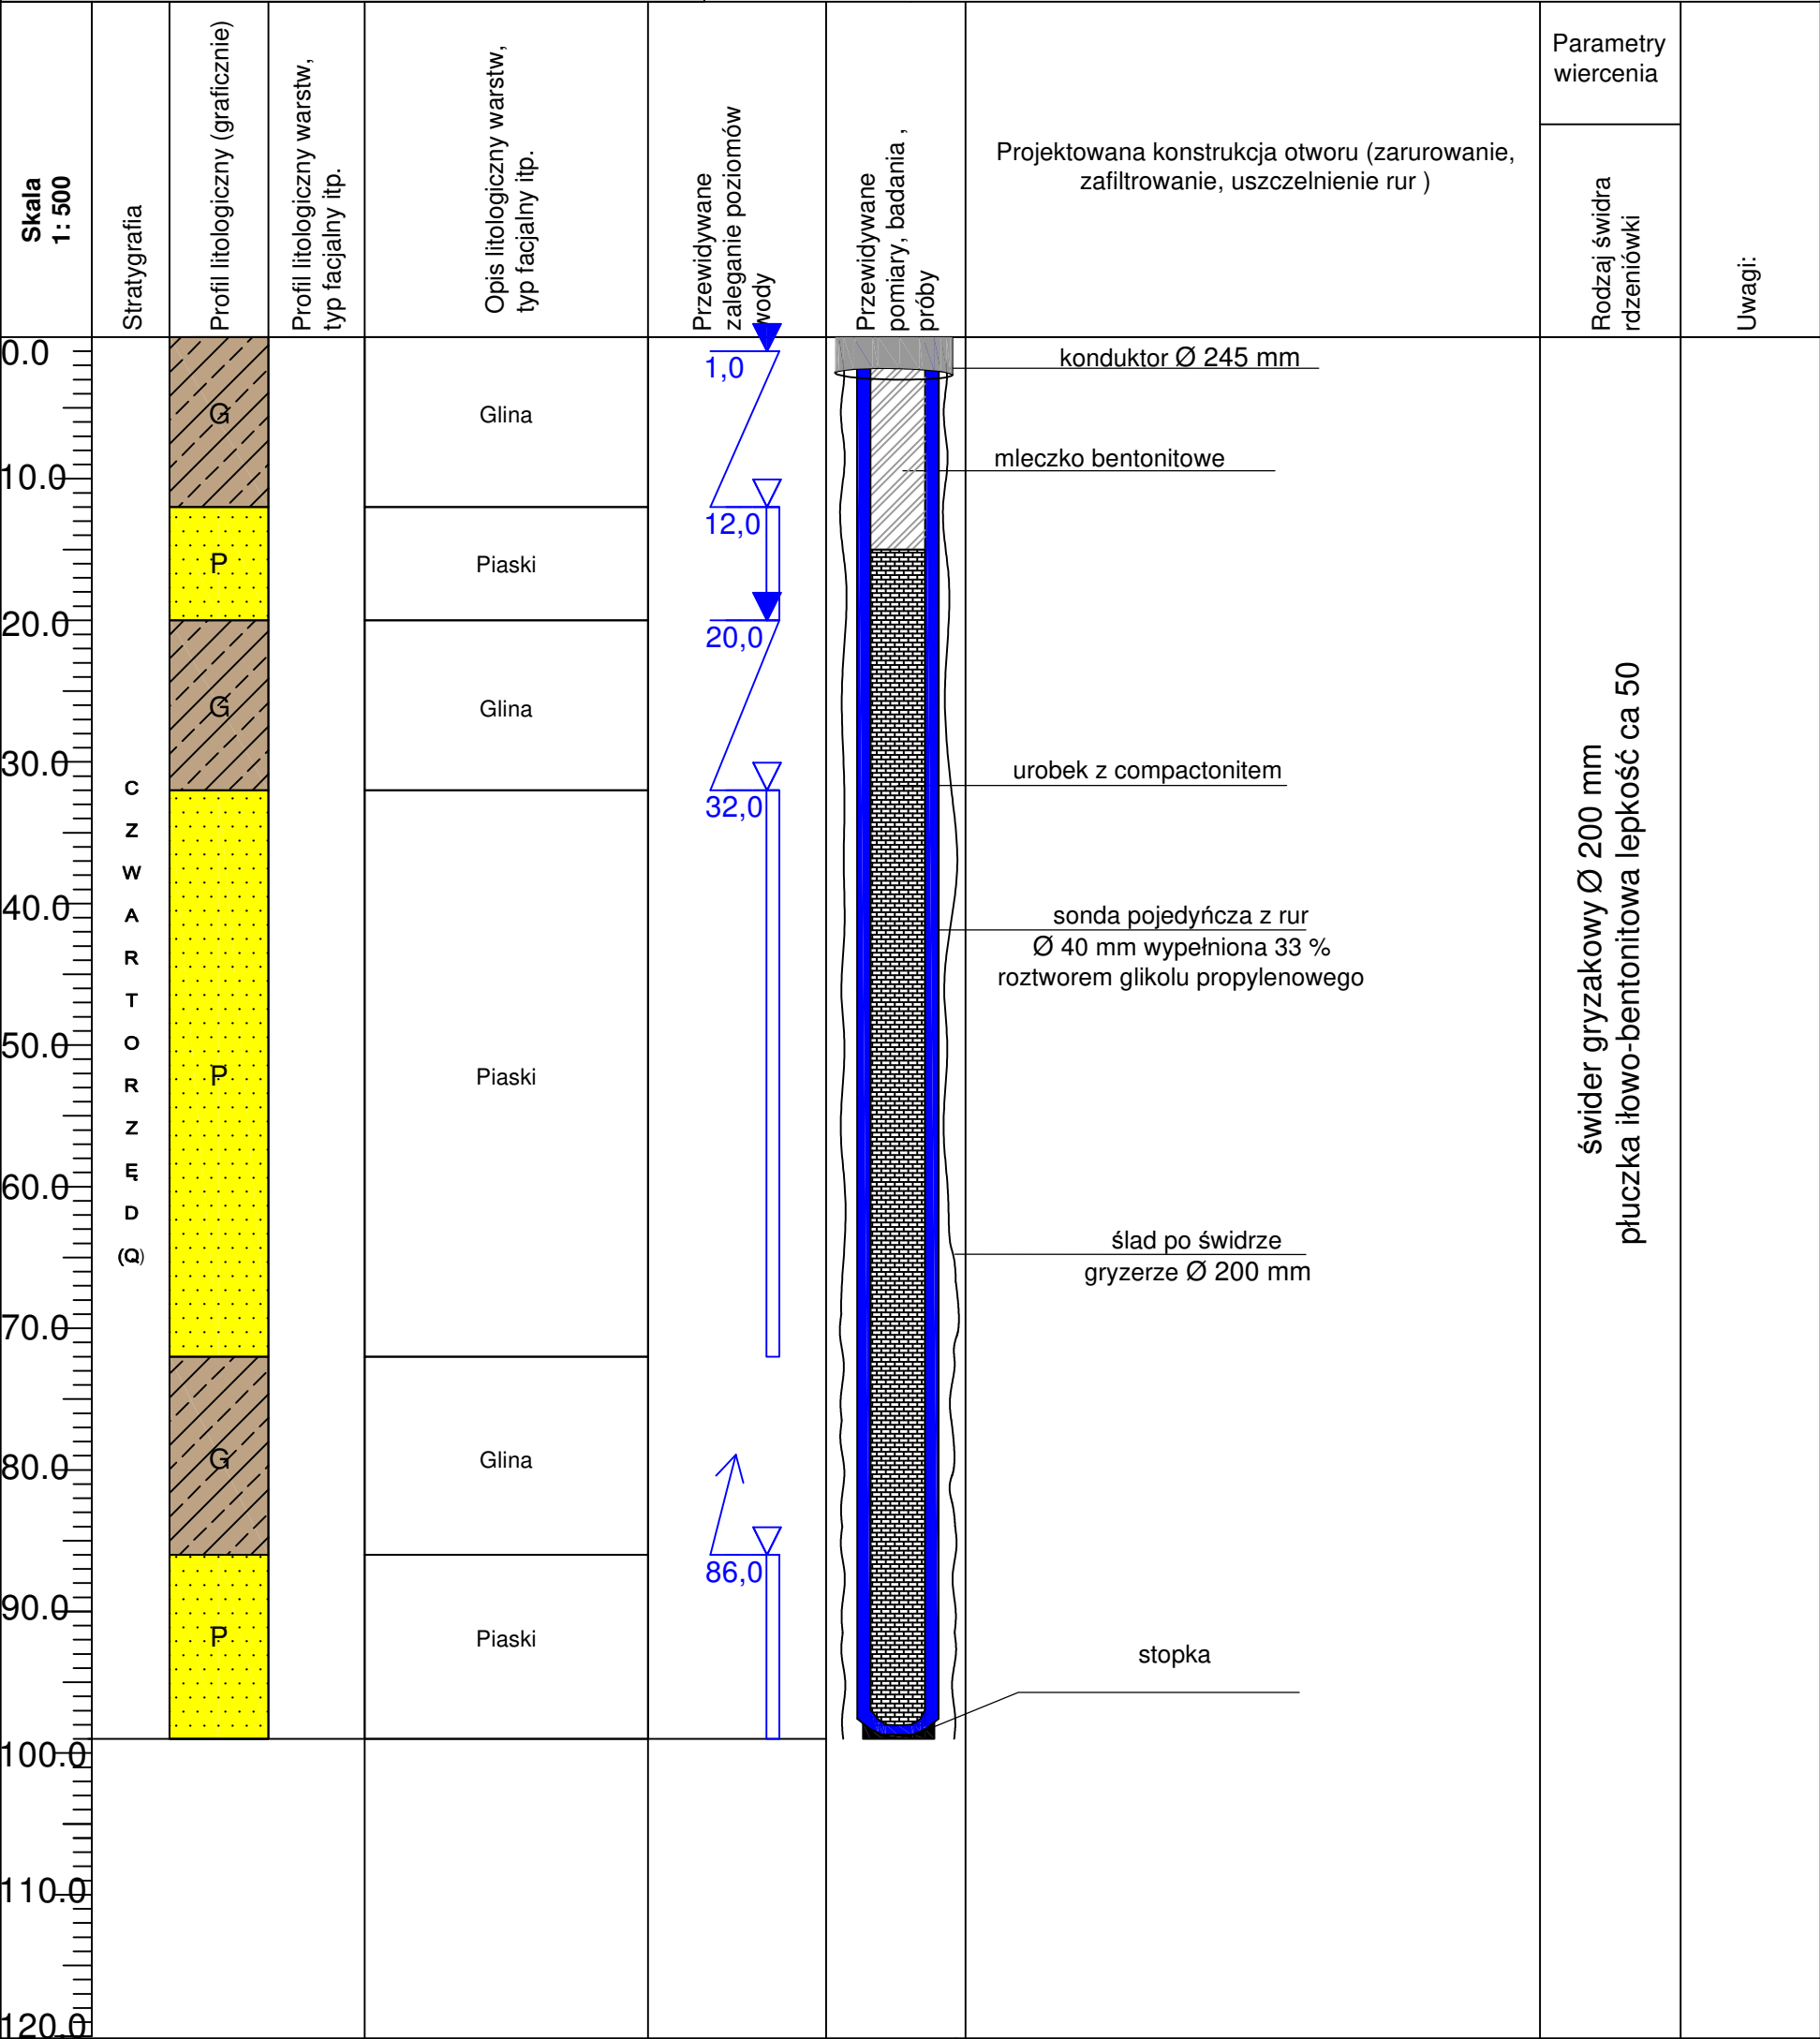 Skala
1: 500
Stratygrafia
Profil litologiczny (graficznie)
Profil litologiczny warstw,
typ facjalny itp.
Opis litologiczny warstw,
typ facjalny itp.
Przewidywane
zaleganie poziomów
wody
Przewidywane
pomiary, badania ,
próby
Projektowana konstrukcja otworu (zarurowanie,
zafiltrowanie, uszczelnienie rur )
Parametry
wiercenia
Rodzaj świdra
rdzeniówki
Uwagi:
0.0
10.0
20.0
30.0
40.0
50.0
60.0
70.0
80.0
90.0
100.0
110.0
120.0
C
Z
W
A
R
T
O
R
Z
Ę
D
(Q)
G
P
G
P
G
P
Glina
Piaski
Glina
Piaski
Glina
Piaski
1,0
12,0
20,0
32,0
86,0
konduktor Ø 245 mm
mleczko bentonitowe
urobek z compactonitem
sonda pojedyńcza z rur
Ø 40 mm wypełniona 33 %
roztworem glikolu propylenowego
ślad po świdrze
gryzerze Ø 200 mm
stopka
świder gryzakowy Ø 200 mm
płuczka iłowo-bentonitowa lepkość ca 50